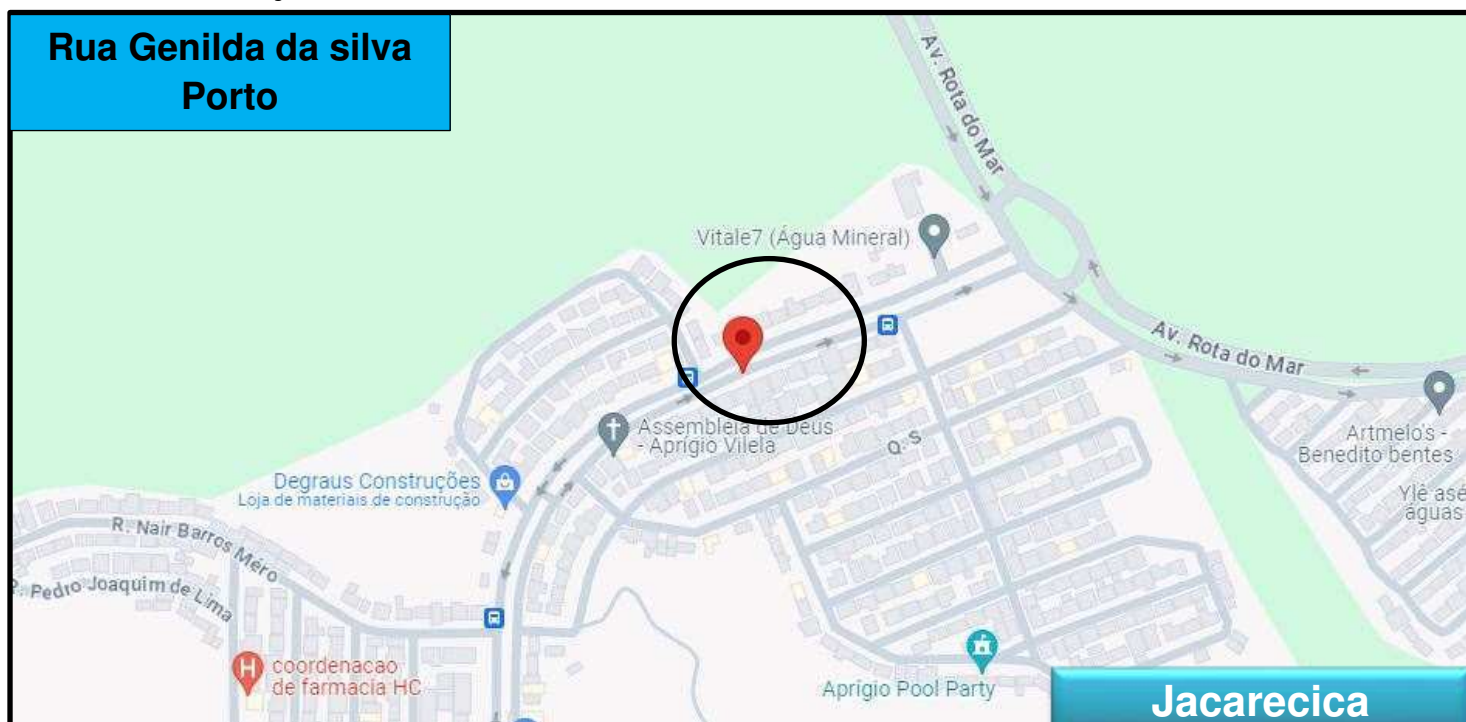 Rua Genilda da silva
Porto
Av. Rota do Mar
Vitale7 (Água Mineral)
Av. Rota do Mar
Assembleia de Deus
- Aprígio Vilela
Q. S
Artmelo's -
Benedito bentes
Degraus Construções
Loja de materiais de construção
Ylê asé
águas
R. Nair Barros Méro
R. Pedro Joaquim de Lima
coordenacao
de farmacia HC
Aprígio Pool Party
Jacarecica